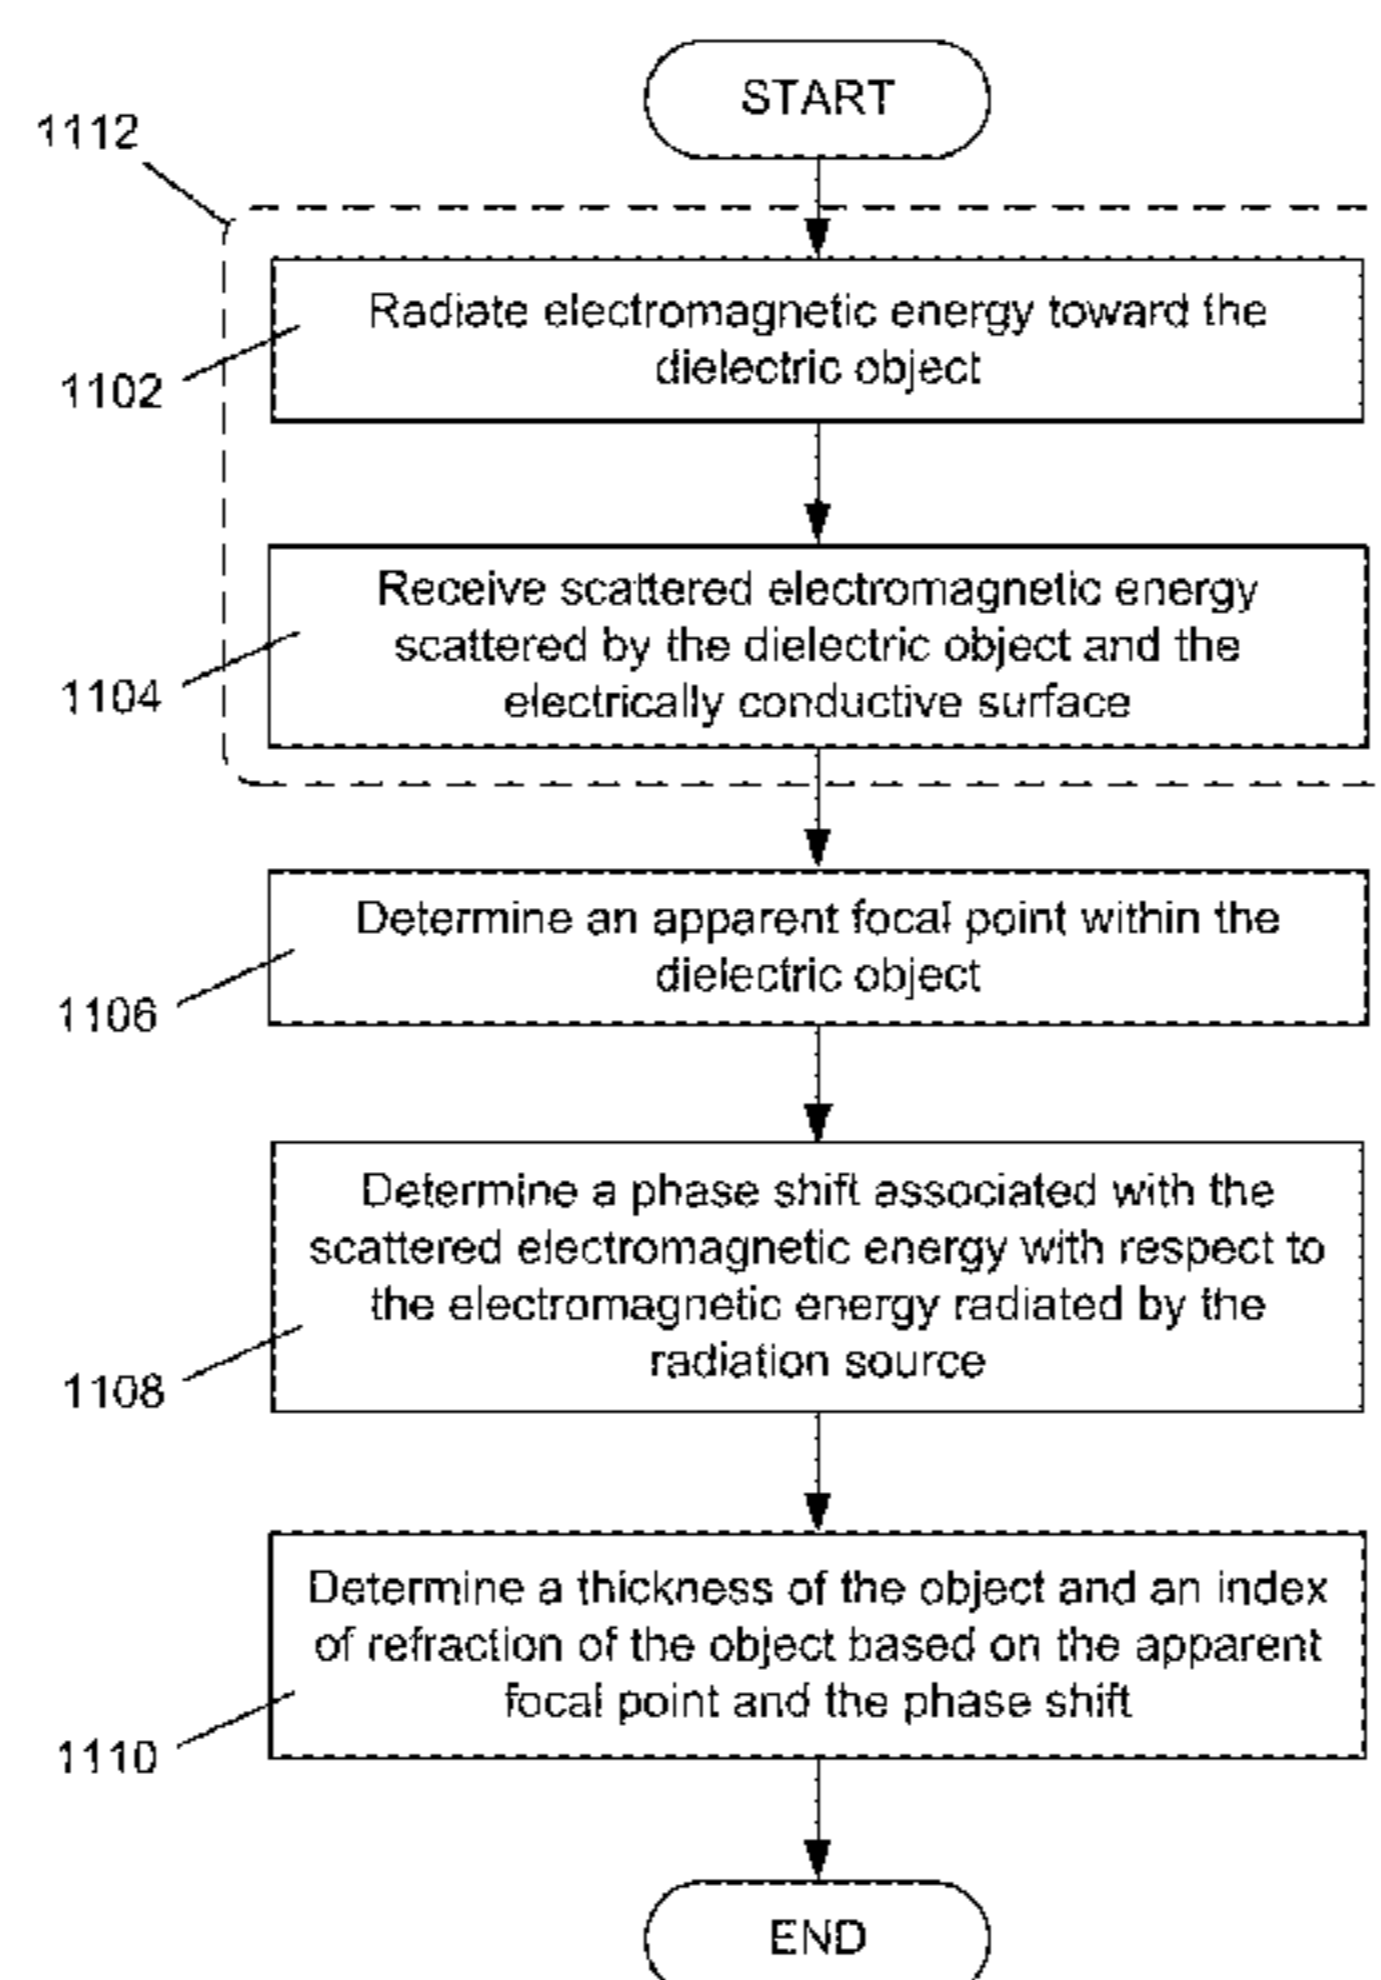 START
1112
Radiate electromagnetic energy toward the
dielectric object
1102
Receive scattered electromagnetic energy
scattered by the dielectric object and the
electrically conductive surface
1104
Determine an apparent focal point within the
dielectric object
1106
Determine a phase shift associated with the
scattered electromagnetic energy with respect to
the electromagnetic energy radiated by the
radiation source
1108
Determine a thickness of the object and an index
of refraction of the object based on the apparent
focal point and the phase shift
1110
END